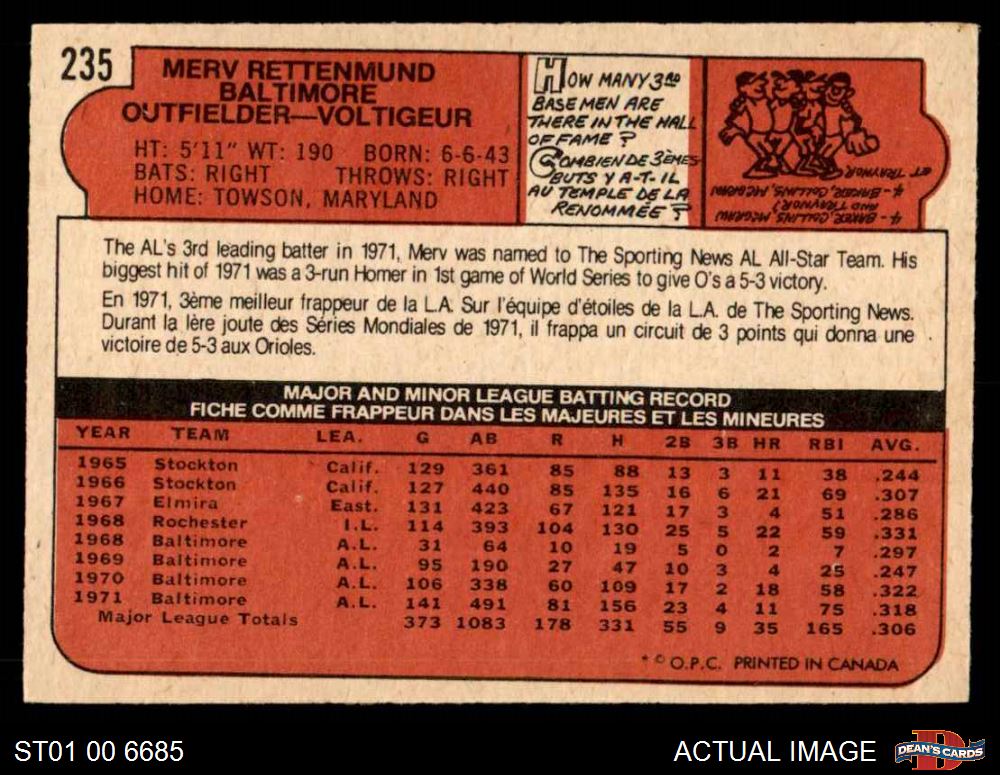 235
MERV RETTENMUND
BALTIMORE
OUTFIELDER—VOLTIGEUR
HT: 5'11" WT: 190 BORN: 6-6-43
BATS: RIGHT THROWS: RIGHT
HOME: TOWSON, MARYLAND
HOW MANY 3RD
BASEMEN ARE
THERE IN THE HALL
OF FAME?
COMBIEN DE 3ÈMES
BUTS Y A-T-IL
AU TEMPLE DE LA
RENOMMÉE?
4 - BAKER, COLLINS, MCGRAW
AND TRAYNOR!
4 - BAKER, COLLINS, MCGRAW
ET TRAYNOR.
The AL's 3rd leading batter in 1971, Merv was named to The Sporting News AL All-Star Team. His
biggest hit of 1971 was a 3-run Homer in 1st game of World Series to give O's a 5-3 victory.
En 1971, 3ème meilleur frappeur de la L.A. Sur l'équipe d'étoiles de la L.A. de The Sporting News.
Durant la lère joute des Séries Mondiales de 1971, il frappa un circuit de 3 points qui donna une
victoire de 5-3 aux Orioles.
MAJOR AND MINOR LEAGUE BATTING RECORD
FICHE COMME FRAPPEUR DANS LES MAJEURES ET LES MINEURES
YEAR TEAM LEA. G AB R H 2B 3B HR RBI AVG.
1965 Stockton Calif. 129 361 85 88 13 3 11 38 .244
1966 Stockton Calif. 127 440 85 135 16 6 21 69 .307
1967 Elmira East. 131 423 67 121 17 3 4 51 .286
1968 Rochester I.L. 114 393 104 130 25 5 22 59 .331
1968 Baltimore A.L. 31 64 10 19 5 0 2 7 .297
1969 Baltimore A.L. 95 190 27 47 10 3 4 25 .247
1970 Baltimore A.L. 106 338 60 109 17 2 18 58 .322
1971 Baltimore A.L. 141 491 81 156 23 4 11 75 .318
Major League Totals 373 1083 178 331 55 9 35 165 .306
* © O.P.C. PRINTED IN CANADA
ST01 00 6685
ACTUAL IMAGE
DEAN'S CARDS